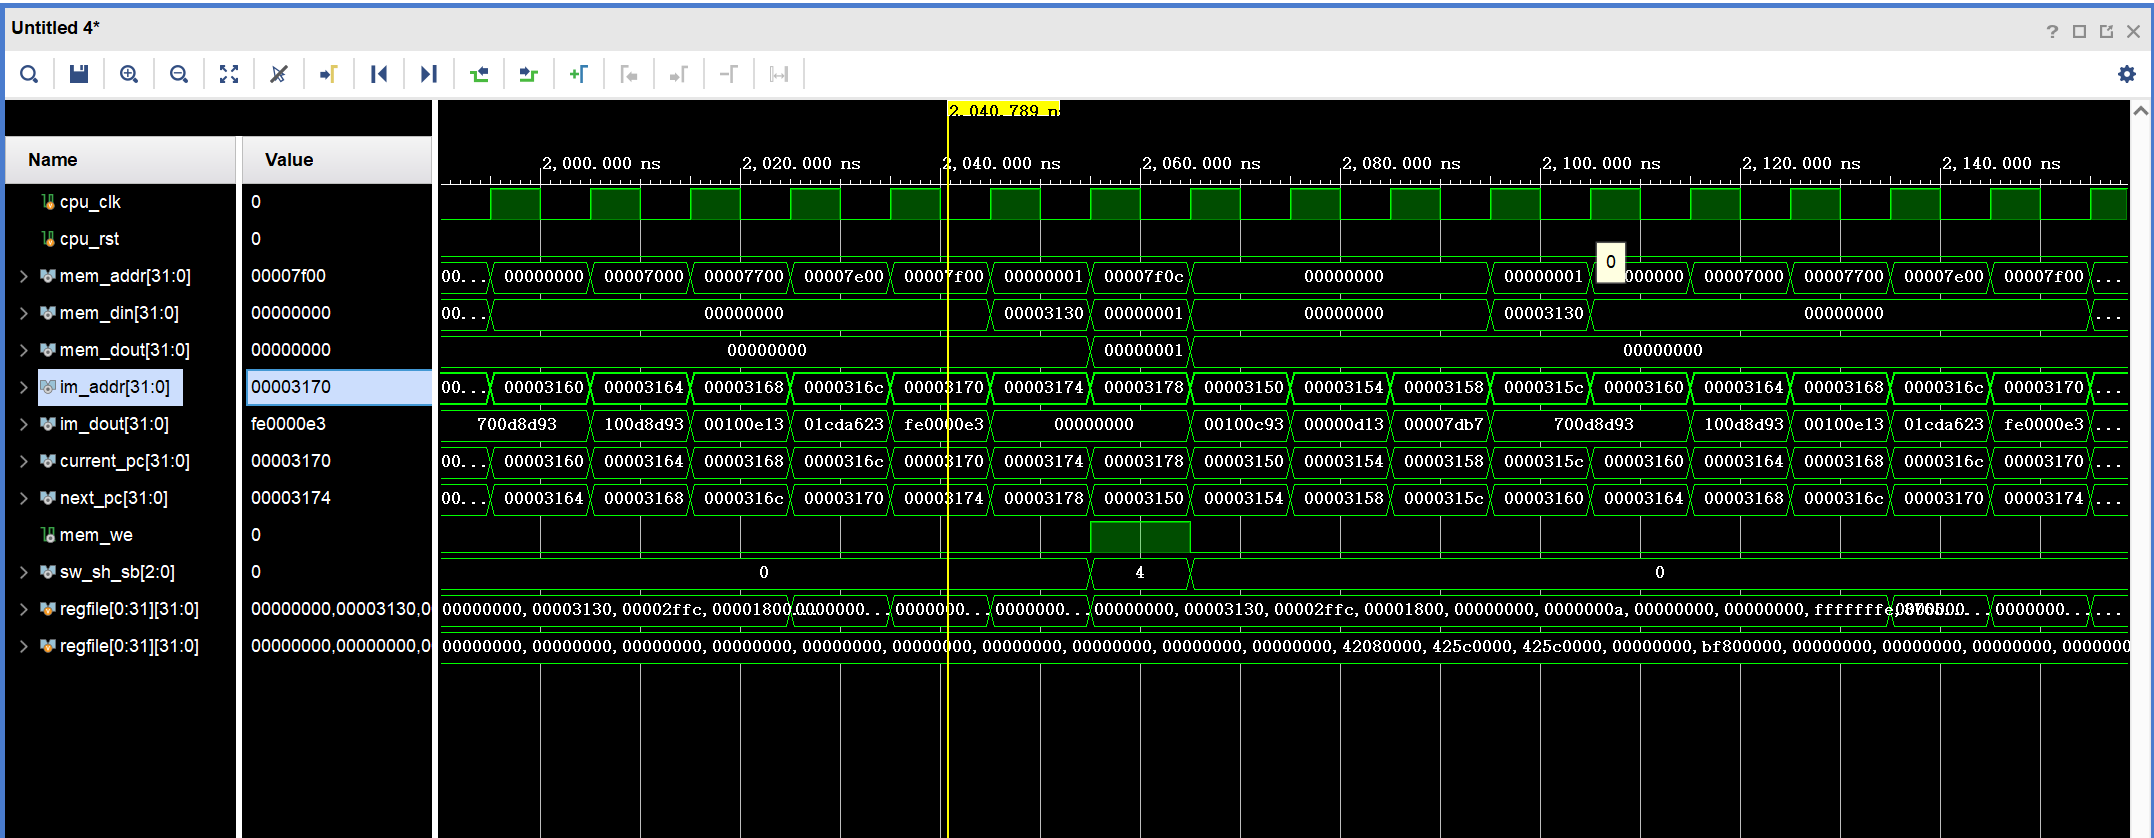 Untitled 4*
2,040.789 n
Name Value
2,000.000 ns 2,020.000 ns 2,040.000 ns 2,060.000 ns 2,080.000 ns 2,100.000 ns 2,120.000 ns 2,140.000 ns
cpu_clk 0
cpu_rst 0
0
mem_addr[31:0] 00007f00 00... 00000000 00007000 00007700 00007e00 00007f00 00000001 00007f0c 00000000 00000001 000000 00007000 00007700 00007e00 00007f00 ...
mem_din[31:0] 00000000 00... 00000000 00003130 00000001 00000000 00003130 00000000 ...
mem_dout[31:0] 00000000 00000000 00000001 00000000
im_addr[31:0] 00003170 00... 00003160 00003164 00003168 0000316c 00003170 00003174 00003178 00003150 00003154 00003158 0000315c 00003160 00003164 00003168 0000316c 00003170 ...
im_dout[31:0] fe0000e3 700d8d93 100d8d93 00100e13 01cda623 fe0000e3 00000000 00100c93 00000d13 00007db7 700d8d93 100d8d93 00100e13 01cda623 fe0000e3 ...
current_pc[31:0] 00003170 00... 00003160 00003164 00003168 0000316c 00003170 00003174 00003178 00003150 00003154 00003158 0000315c 00003160 00003164 00003168 0000316c 00003170 ...
next_pc[31:0] 00003174 00... 00003164 00003168 0000316c 00003170 00003174 00003178 00003150 00003154 00003158 0000315c 00003160 00003164 00003168 0000316c 00003170 00003174 ...
mem_we 0
sw_sh_sb[2:0] 0 0 4 0
regfile[0:31][31:0] 00000000,00003130,0 00000000,00003130,00002ffc,00001800 0000000... 0000000... 0000000... 00000000,00003130,00002ffc,00001800,00000000,0000000a,00000000,00000000,fffffffe, 0000000... ...
regfile[0:31][31:0] 00000000,00000000,0 00000000,00000000,00000000,00000000,00000000,00000000,00000000,00000000,00000000,00000000,42080000,425c0000,425c0000,00000000,bf800000,00000000,00000000,00000000,0000000